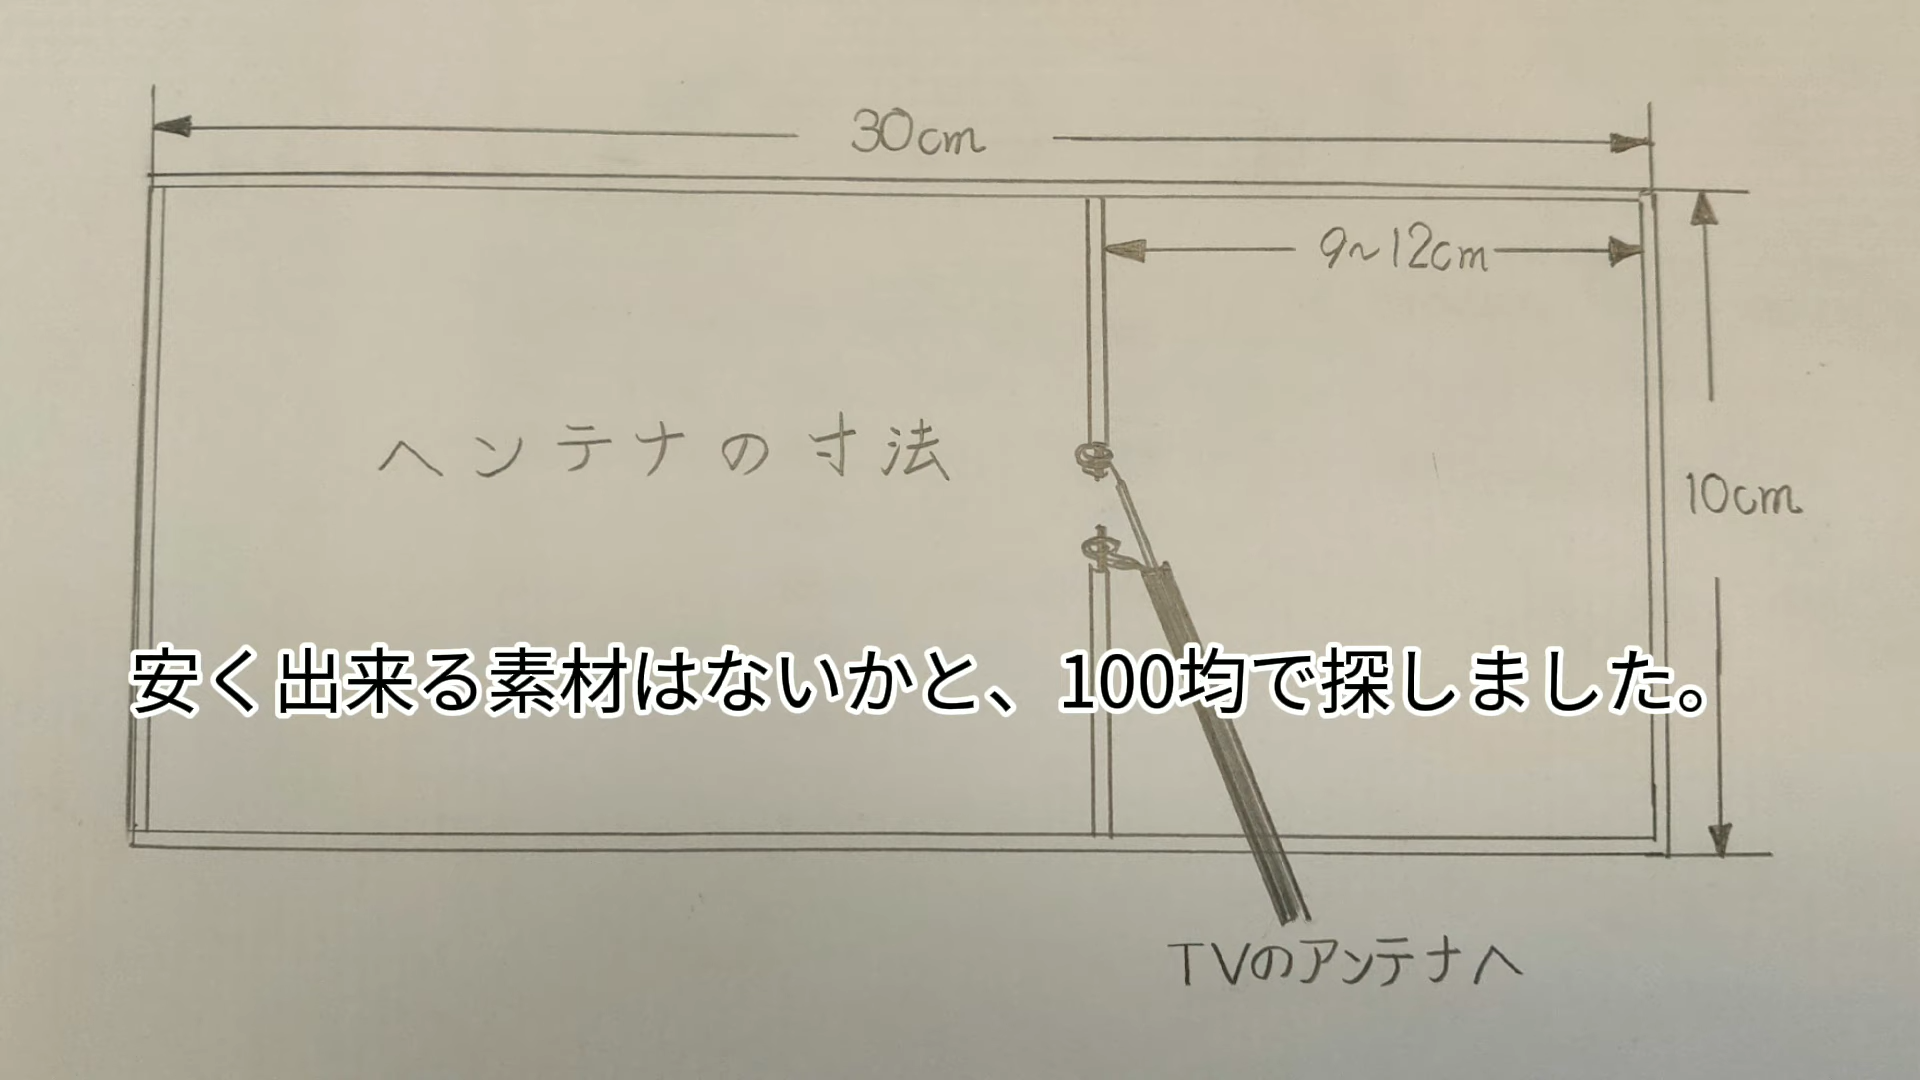 30cm
9~12cm
ヘンテナの寸法
10cm
安く出来る素材はないかと、100均で探しました。
TVのアンテナへ